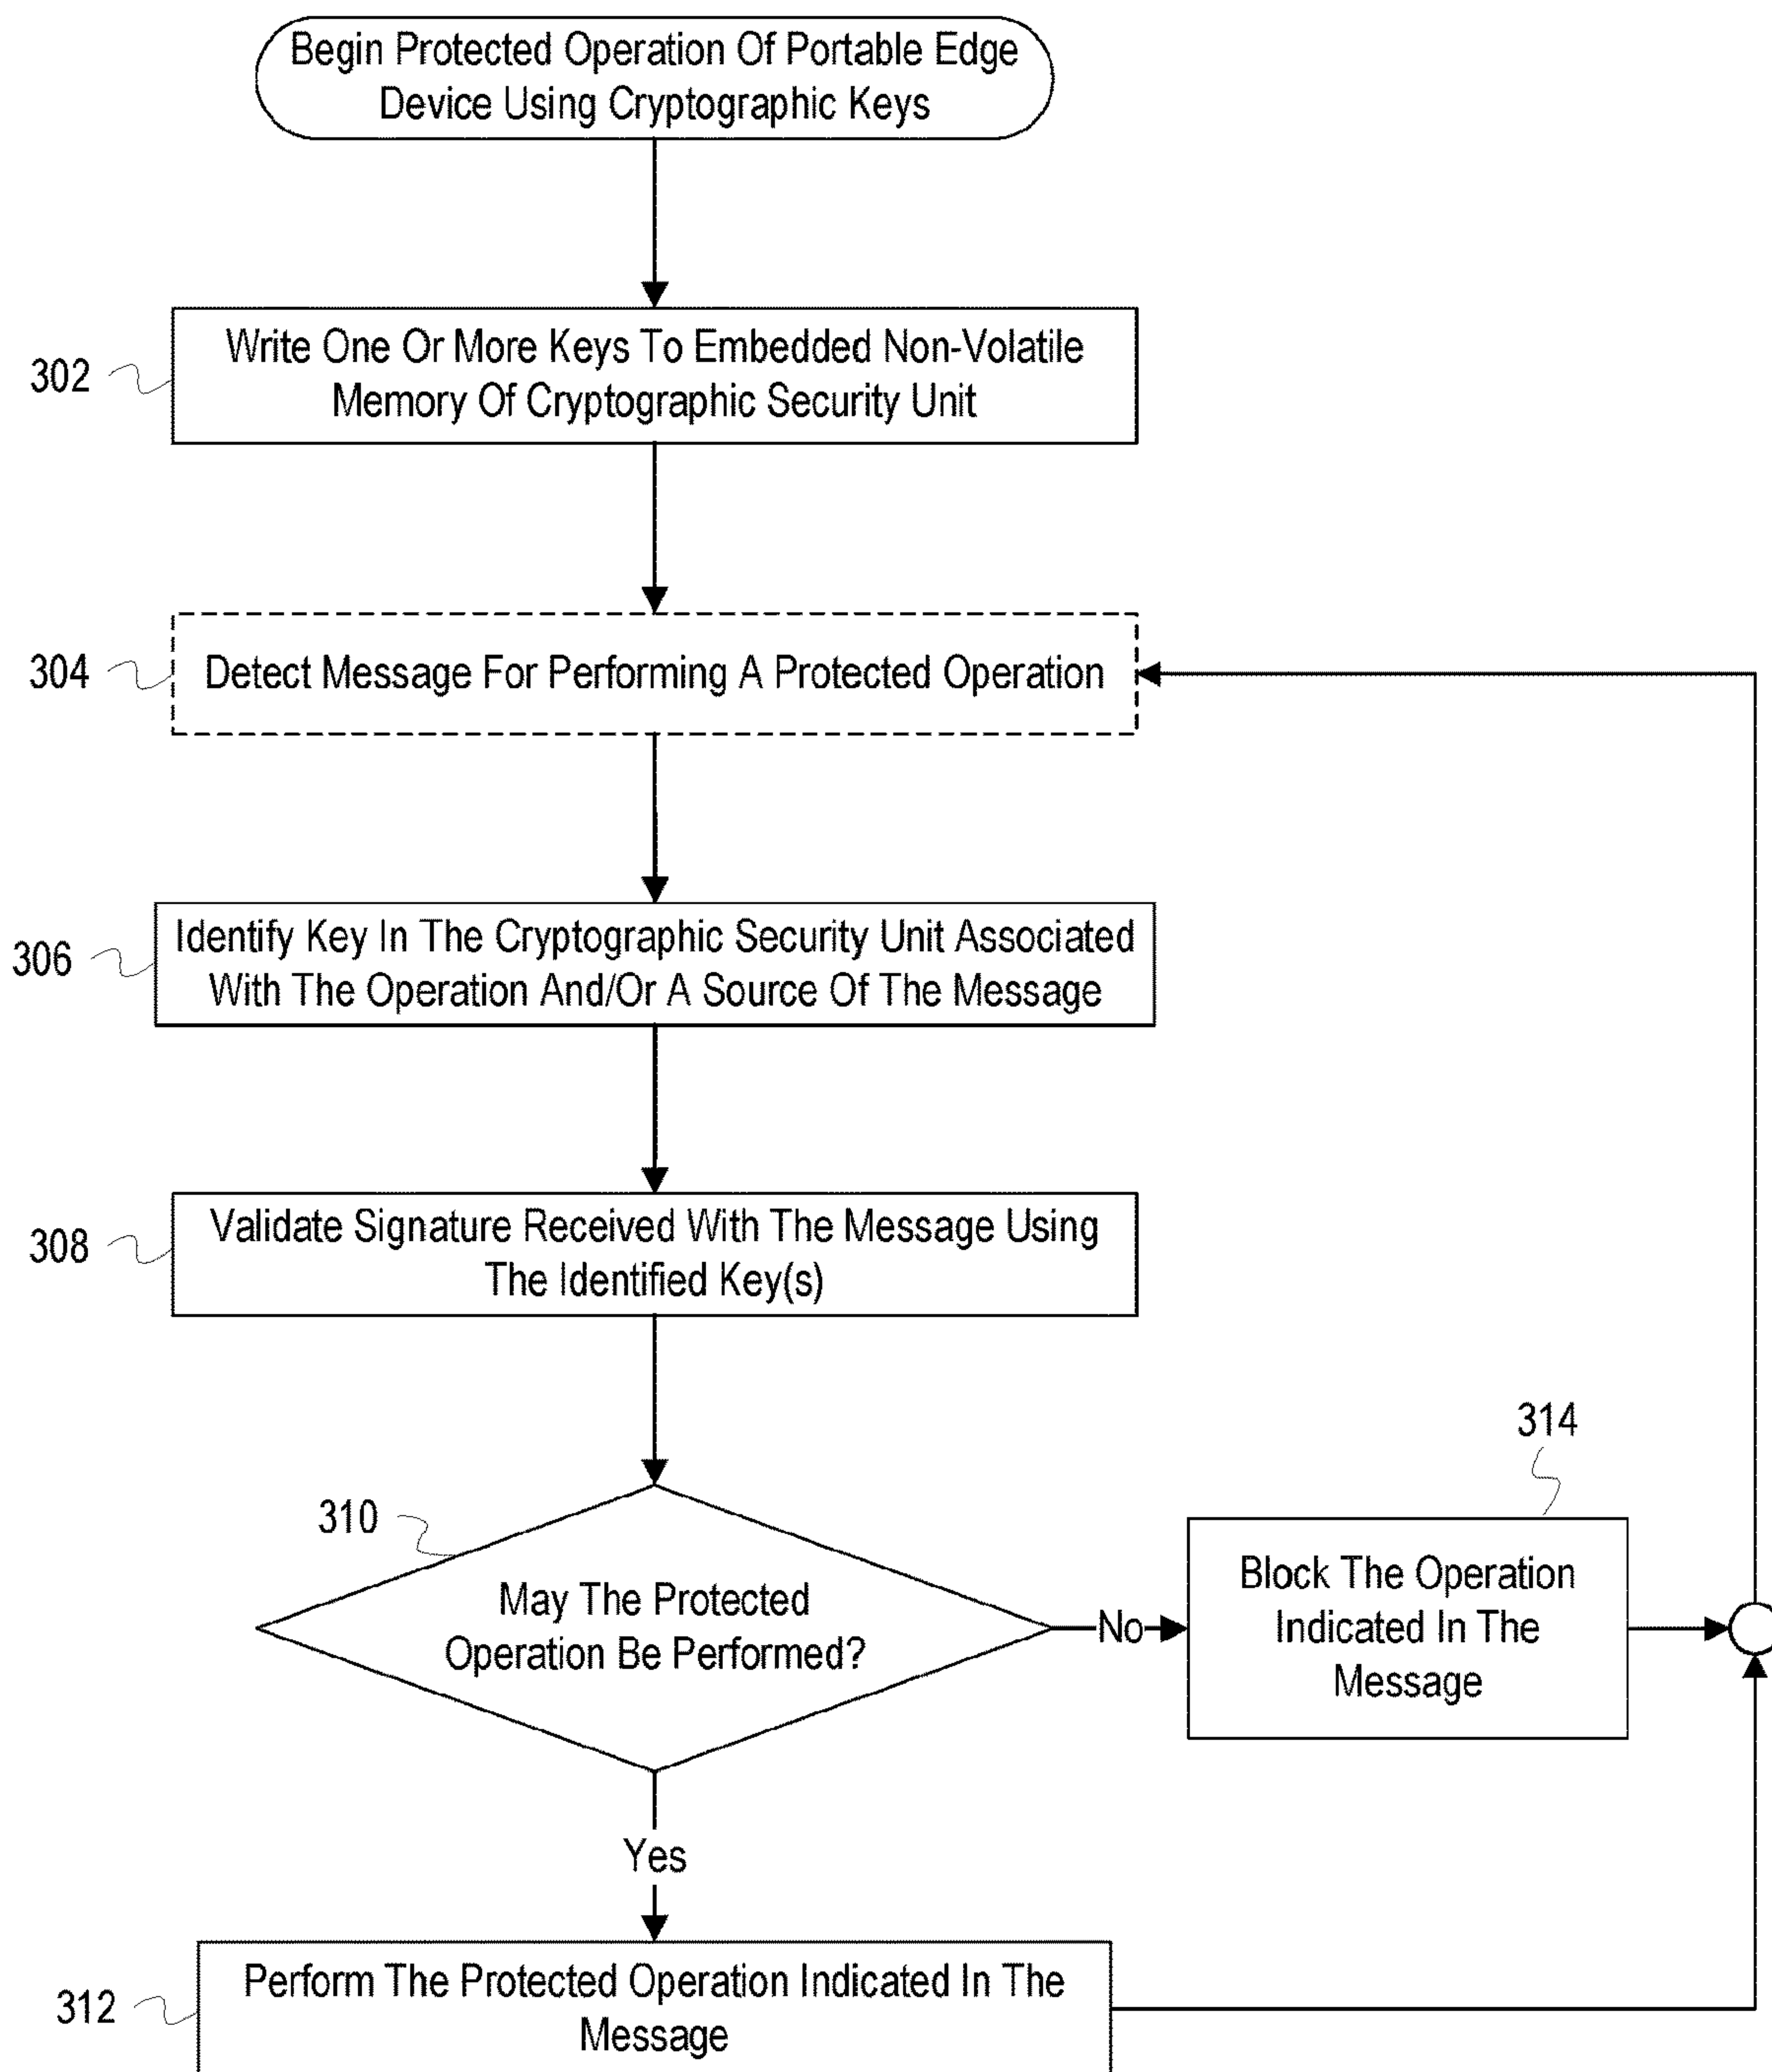 Begin Protected Operation Of Portable Edge
Device Using Cryptographic Keys
302
Write One Or More Keys To Embedded Non-Volatile
Memory Of Cryptographic Security Unit
304
Detect Message For Performing A Protected Operation
306
Identify Key In The Cryptographic Security Unit Associated
With The Operation And/Or A Source Of The Message
308
Validate Signature Received With The Message Using
The Identified Key(s)
310
May The Protected
Operation Be Performed?
No
314
Block The Operation
Indicated In The
Message
Yes
312
Perform The Protected Operation Indicated In The
Message